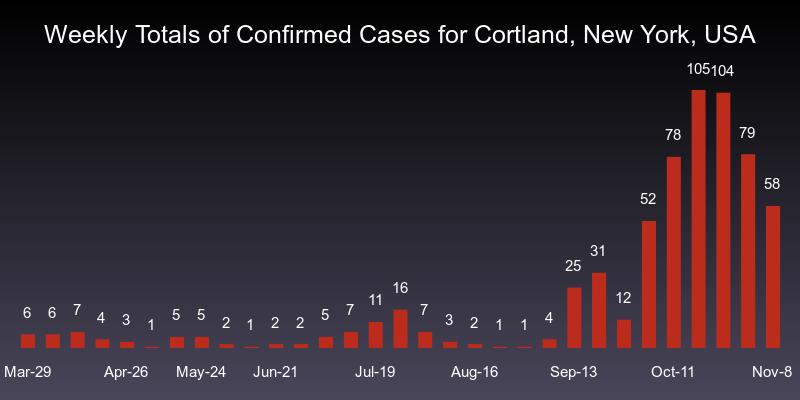 Weekly Totals of Confirmed Cases for Cortland, New York, USA
6 6 7 4 3 1 5 5 2 1 2 2 5 7 11 16 7 3 2 1 1 4 25 31 12 52 78 105 104 79 58
Mar-29 Apr-26 May-24 Jun-21 Jul-19 Aug-16 Sep-13 Oct-11 Nov-8